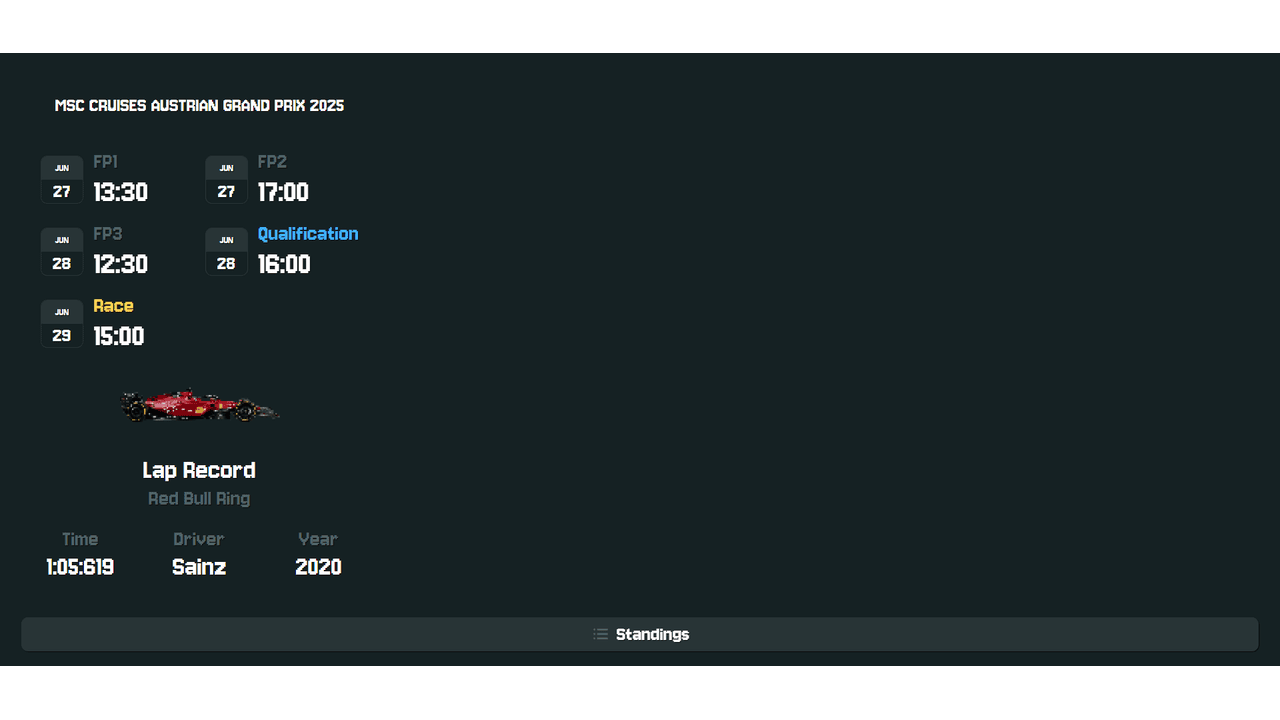 MSC CRUISES AUSTRIAN GRAND PRIX 2025
JUN 27 FP1 13:30
JUN 27 FP2 17:00
JUN 28 FP3 12:30
JUN 28 Qualification 16:00
JUN 29 Race 15:00
Lap Record
Red Bull Ring
Time Driver Year
1:05:619 Sainz 2020
Standings